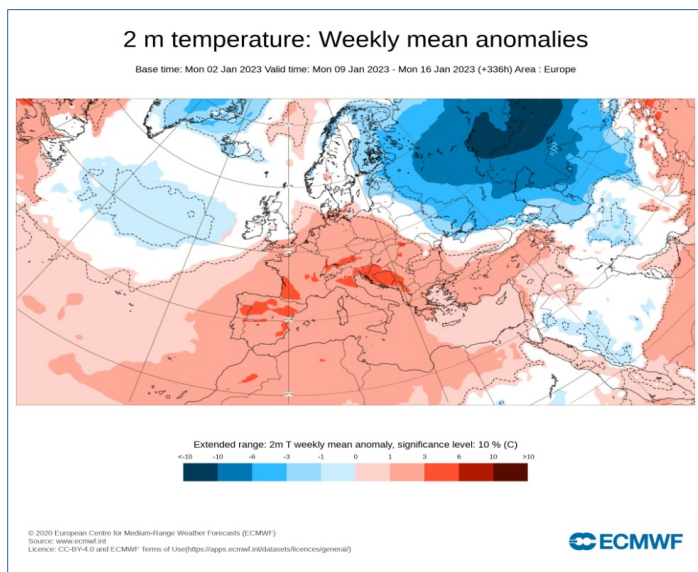 2 m temperature: Weekly mean anomalies
Base time: Mon 02 Jan 2023 Valid time: Mon 09 Jan 2023 - Mon 16 Jan 2023 (+336h) Area : Europe
Extended range: 2m T weekly mean anomaly, significance level: 10 % (C)
<-10 -10 -6 -3 -1 0 1 3 6 10 >10
© 2020 European Centre for Medium-Range Weather Forecasts (ECMWF)
Source: www.ecmwf.int
Licence: CC-BY-4.0 and ECMWF Terms of Use(https://apps.ecmwf.int/datasets/licences/general/)
ECMWF